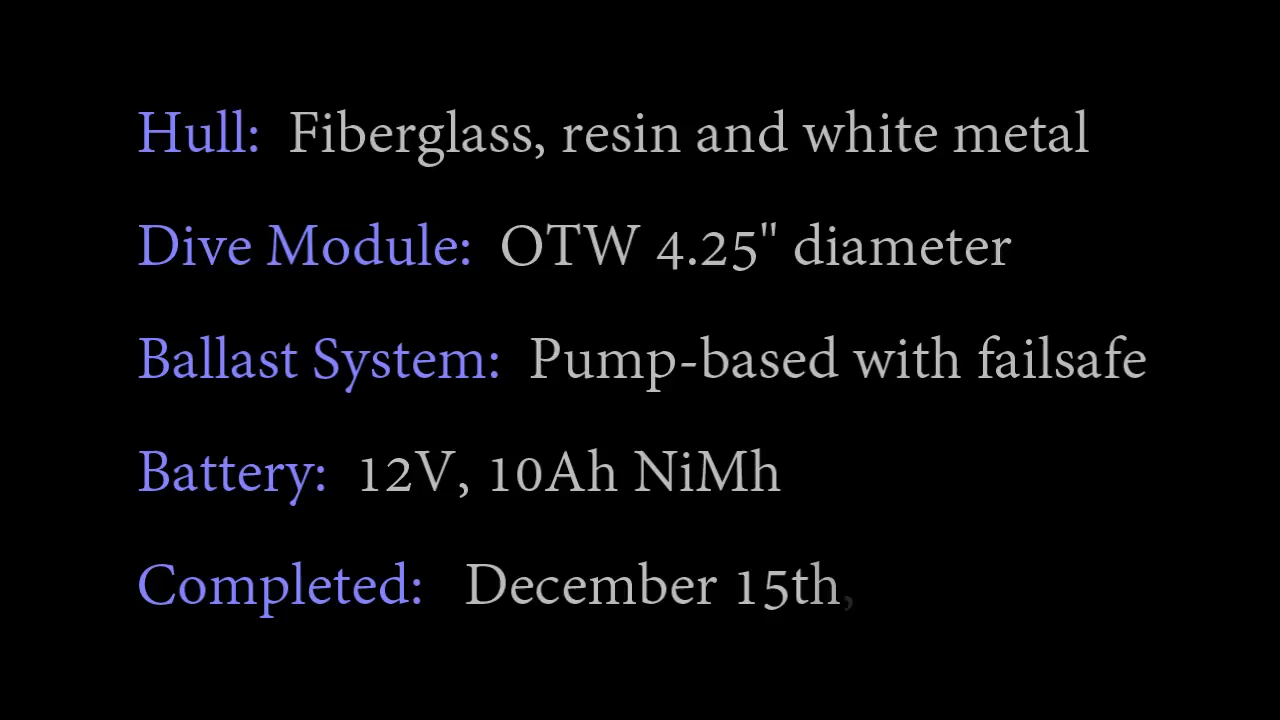 Hull: Fiberglass, resin and white metal
Dive Module: OTW 4.25" diameter
Ballast System: Pump-based with failsafe
Battery: 12V, 10Ah NiMh
Completed: December 15th,